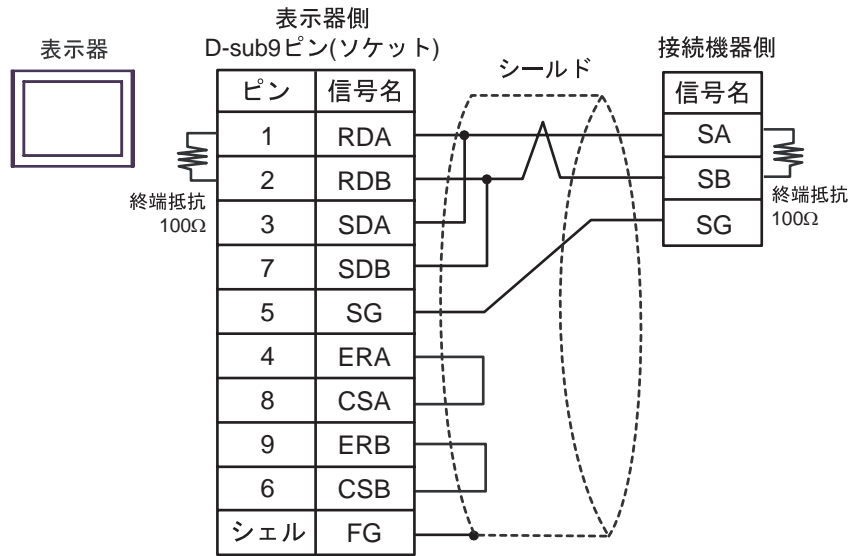 表示器
表示器側
D-sub9ピン(ソケット)
シールド
接続機器側
ピン 信号名
1 RDA
2 RDB
3 SDA
7 SDB
5 SG
4 ERA
8 CSA
9 ERB
6 CSB
シェル FG
終端抵抗
100Ω
信号名
SA
SB
SG
終端抵抗
100Ω